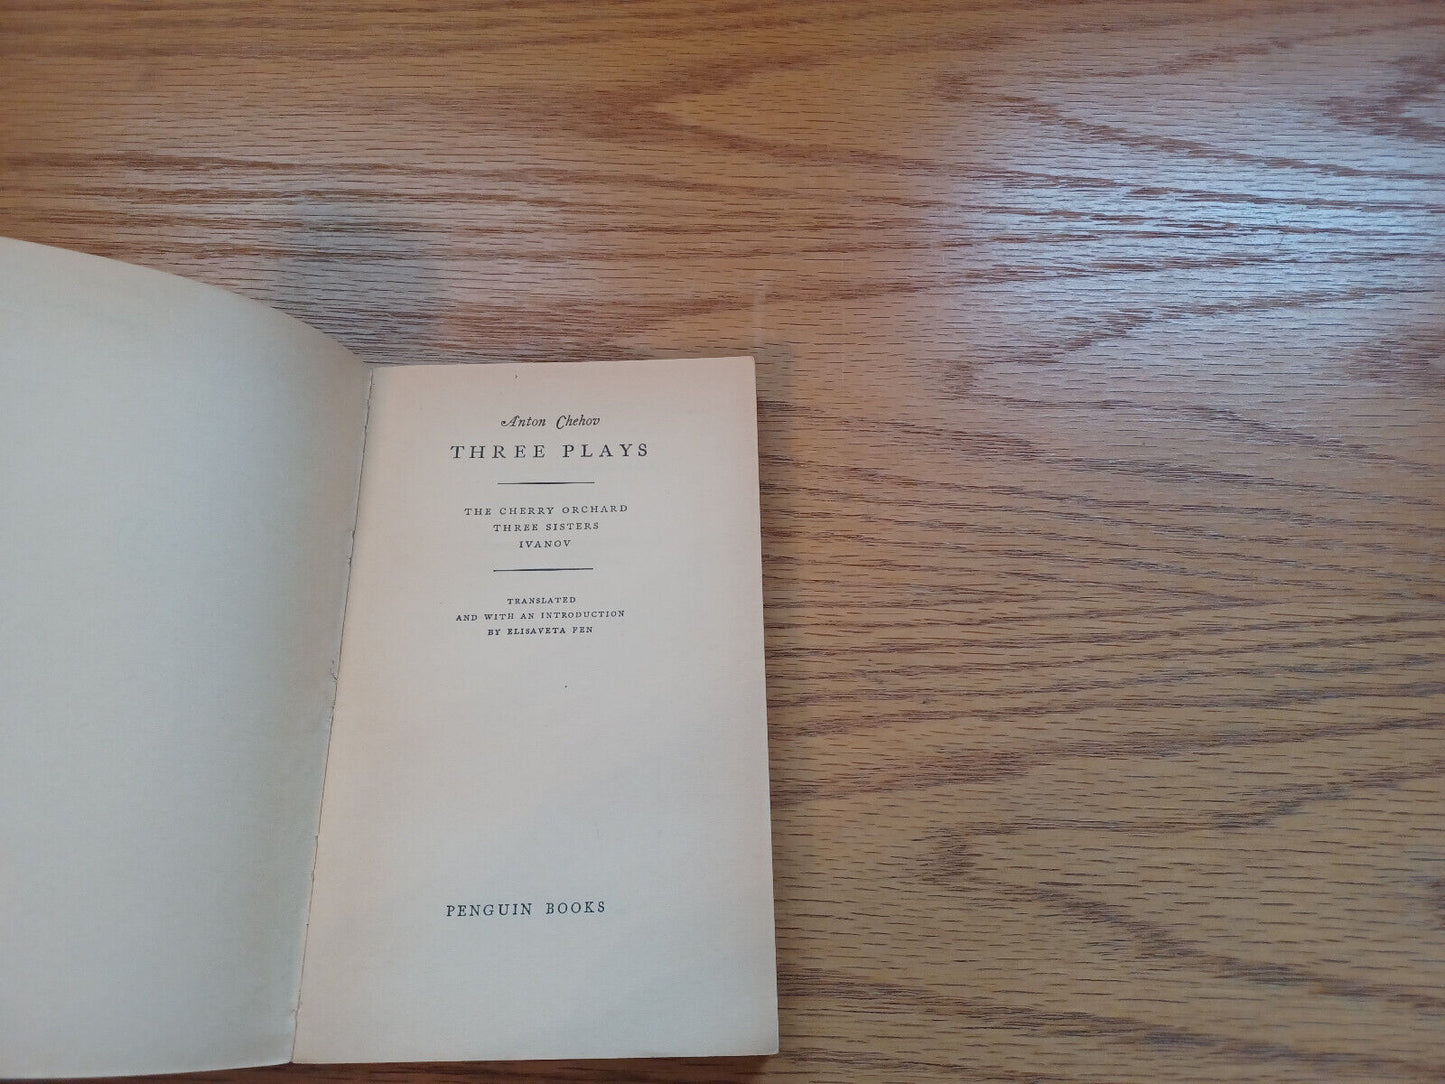 Anton Chehov
THREE PLAYS
THE CHERRY ORCHARD
THREE SISTERS
IVANOV
TRANSLATED
AND WITH AN INTRODUCTION
BY ELISAVETA FEN
PENGUIN BOOKS